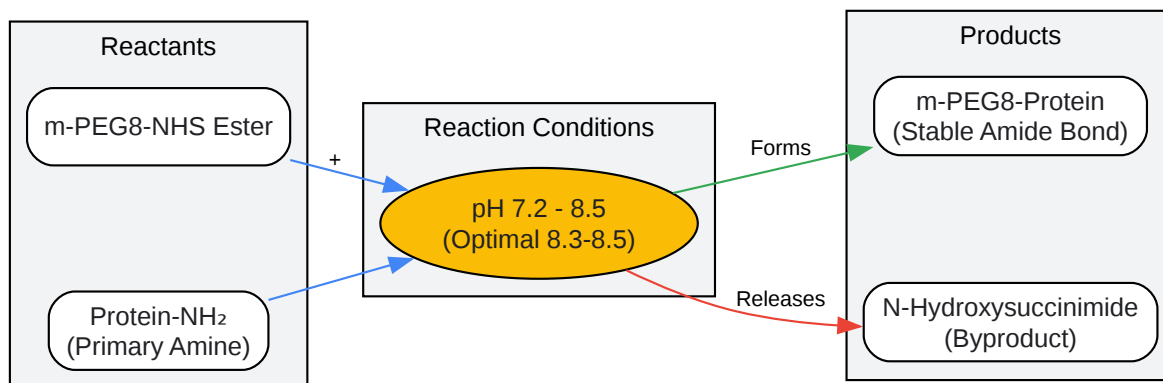 Reactants
m-PEG8-NHS Ester
Protein-NH₂
(Primary Amine)
+
Reaction Conditions
pH 7.2 - 8.5
(Optimal 8.3-8.5)
Forms
Releases
Products
m-PEG8-Protein
(Stable Amide Bond)
N-Hydroxysuccinimide
(Byproduct)